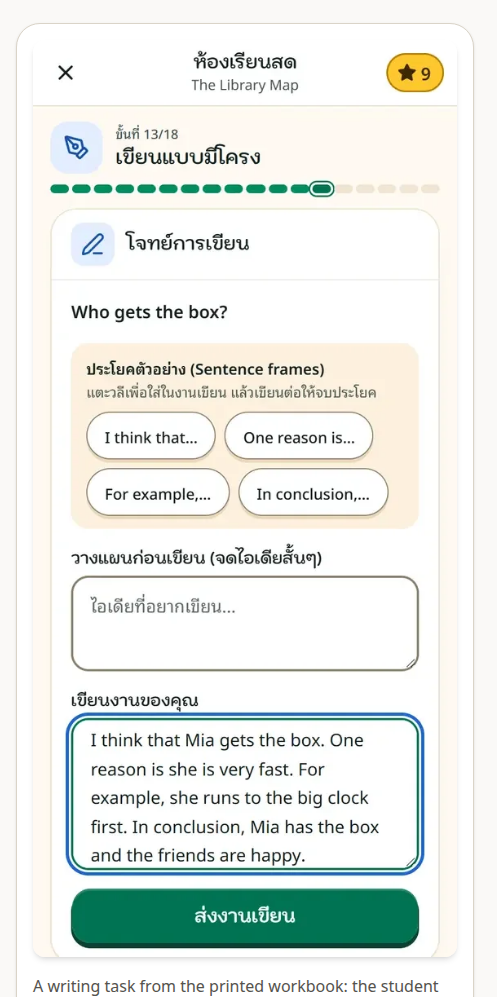 ห้องเรียนสด
The Library Map
9
ขั้นที่ 13/18
เขียนแบบมีโครง
โจทย์การเขียน
Who gets the box?
ประโยคตัวอย่าง (Sentence frames)
แตะวลีเพื่อใส่ในงานเขียน แล้วเขียนต่อให้จบประโยค
I think that...
One reason is...
For example,...
In conclusion,...
วางแผนก่อนเขียน (จดไอเดียสั้นๆ)
ไอเดียที่อยากเขียน...
เขียนงานของคุณ
I think that Mia gets the box. One
reason is she is very fast. For
example, she runs to the big clock
first. In conclusion, Mia has the box
and the friends are happy.
ส่งงานเขียน
A writing task from the printed workbook: the student